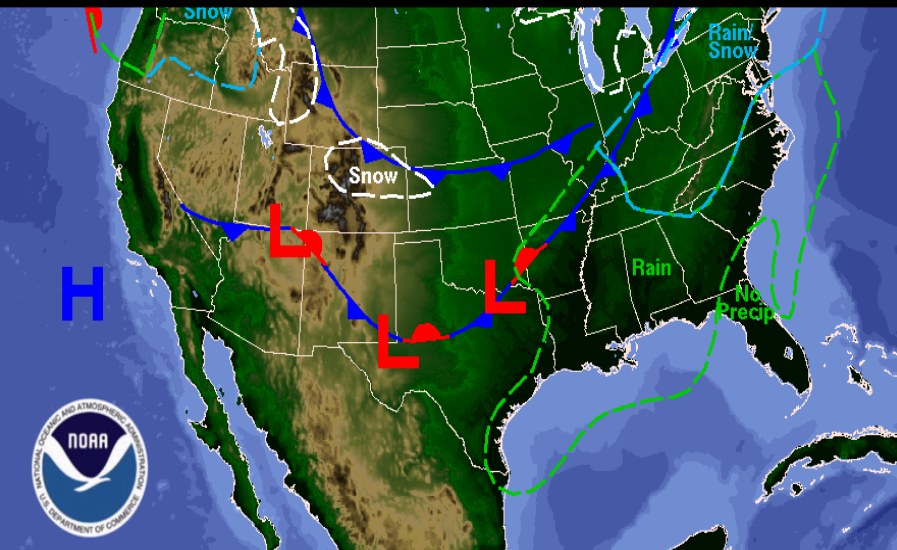 Snow
Rain/
Snow
Snow
L
H
L
L
Rain
No
Precip
NOAA
NATIONAL OCEANIC AND ATMOSPHERIC ADMINISTRATION
U.S. DEPARTMENT OF COMMERCE